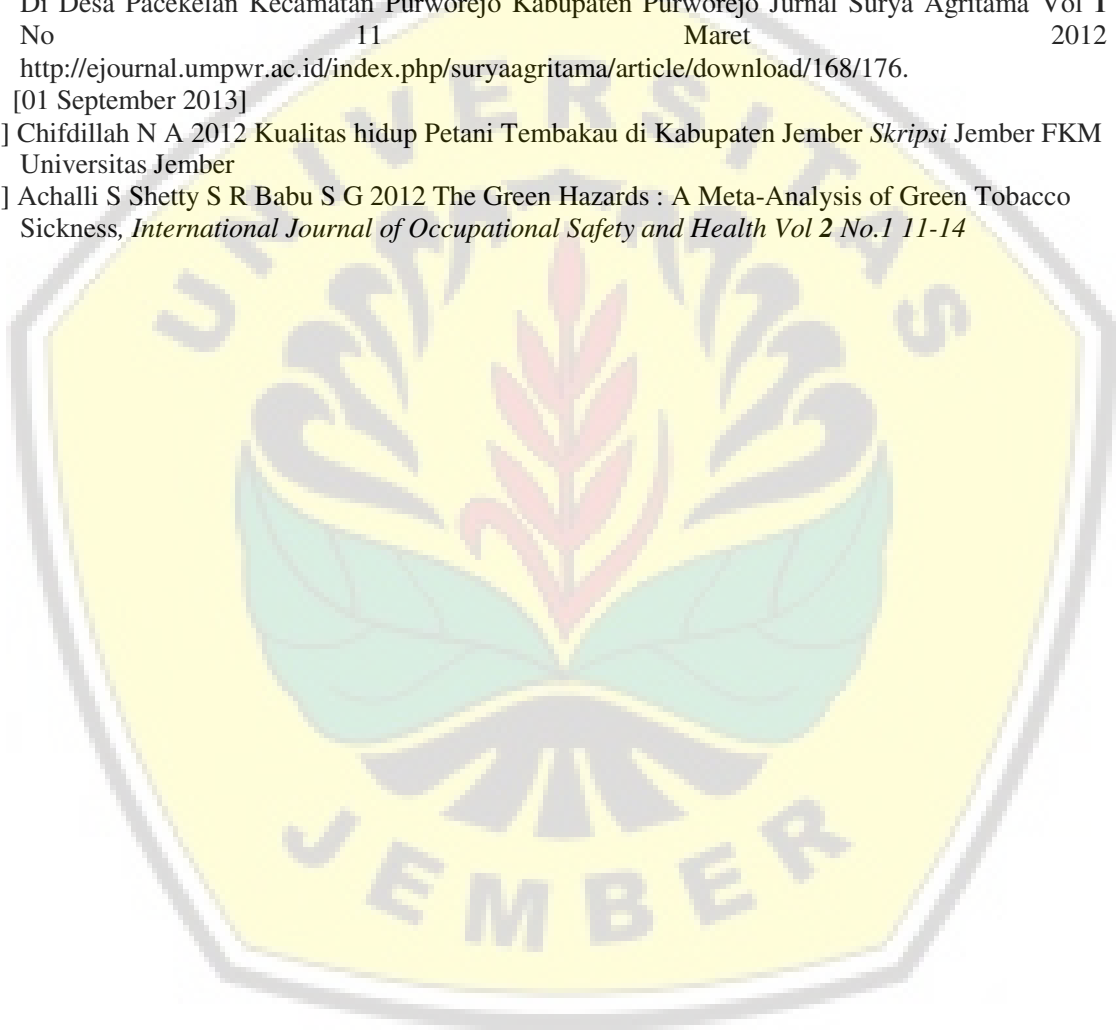 Di Desa Pacekelan Kecamatan Purworejo Kabupaten Purworejo Jurnal Surya Agritama Vol 1
No 11 Maret 2012
http://ejournal.umpwr.ac.id/index.php/suryaagritama/article/download/168/176.
[01 September 2013]
] Chifdillah N A 2012 Kualitas hidup Petani Tembakau di Kabupaten Jember Skripsi Jember FKM
Universitas Jember
] Achalli S Shetty S R Babu S G 2012 The Green Hazards : A Meta-Analysis of Green Tobacco
Sickness, International Journal of Occupational Safety and Health Vol 2 No.1 11-14
UNIVERSITAS
JEMBER